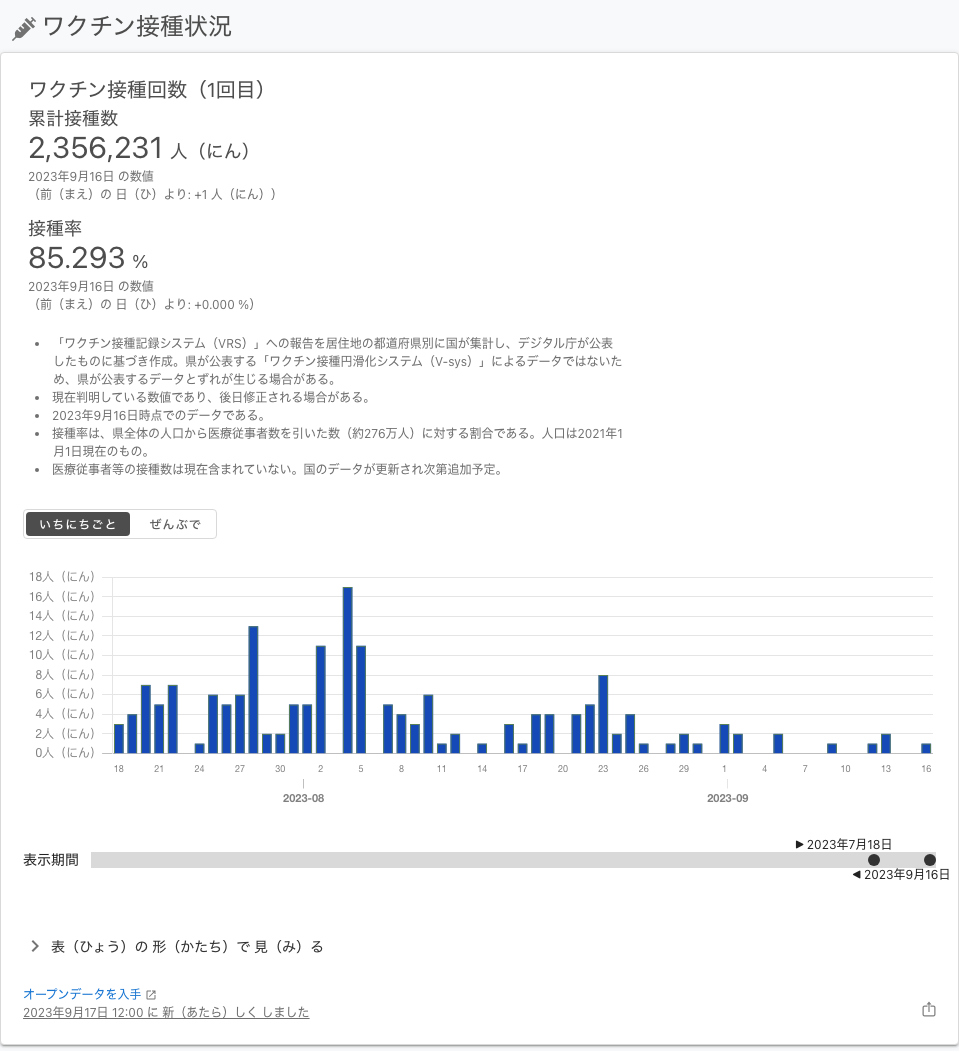 ワクチン接種状況
ワクチン接種回数（1回目）
累計接種数
2,356,231 人（にん）
2023年9月16日 の数値
（前（まえ）の 日（ひ）より: +1 人（にん））
接種率
85.293 %
2023年9月16日 の数値
（前（まえ）の 日（ひ）より: +0.000 %）
• 「ワクチン接種記録システム（VRS）」への報告を居住地の都道府県別に国が集計し、デジタル庁が公表
したものに基づき作成。県が公表する「ワクチン接種円滑化システム（V-sys）」によるデータではないた
め、県が公表するデータとずれが生じる場合がある。
• 現在判明している数値であり、後日修正される場合がある。
• 2023年9月16日時点でのデータである。
• 接種率は、県全体の人口から医療従事者数を引いた数（約276万人）に対する割合である。人口は2021年1
月1日現在のもの。
• 医療従事者等の接種数は現在含まれていない。国のデータが更新され次第追加予定。
いちにちごと ぜんぶで
18人（にん）
16人（にん）
14人（にん）
12人（にん）
10人（にん）
8人（にん）
6人（にん）
4人（にん）
2人（にん）
0人（にん）
18 21 24 27 30 2 5 8 11 14 17 20 23 26 29 1 4 7 10 13 16
2023-08 2023-09
▶ 2023年7月18日
表示期間
◀ 2023年9月16日
表（ひょう）の 形（かたち）で 見（み）る
オープンデータを入手
2023年9月17日 12:00 に 新（あたら）しく しました